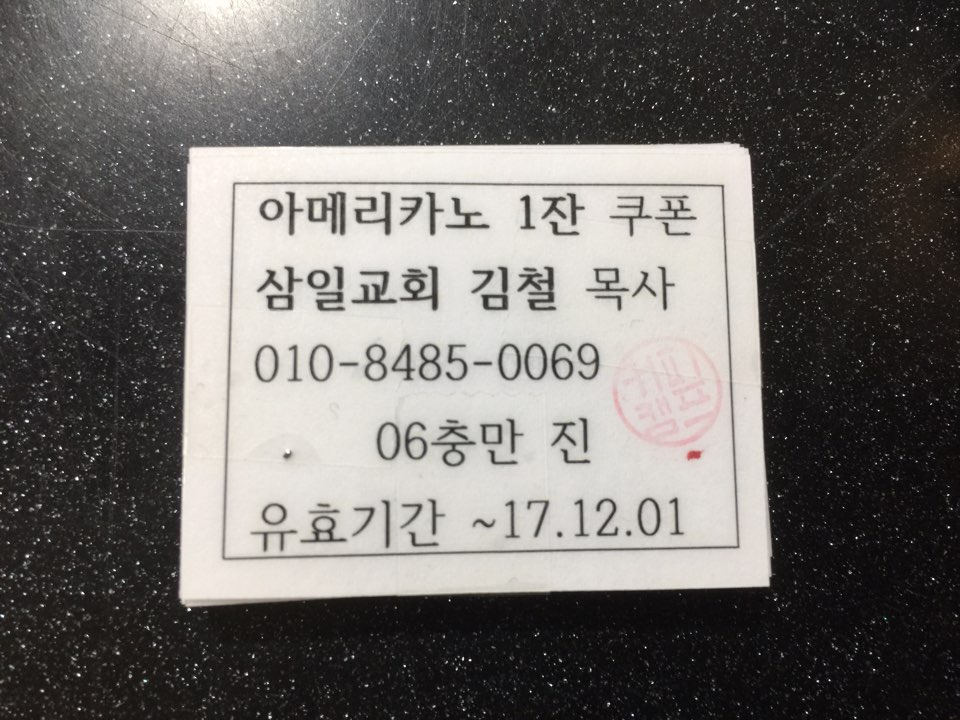 아메리카노 1잔 쿠폰
삼일교회 김철 목사
010-8485-0069
06충만 진
유효기간 ~17.12.01